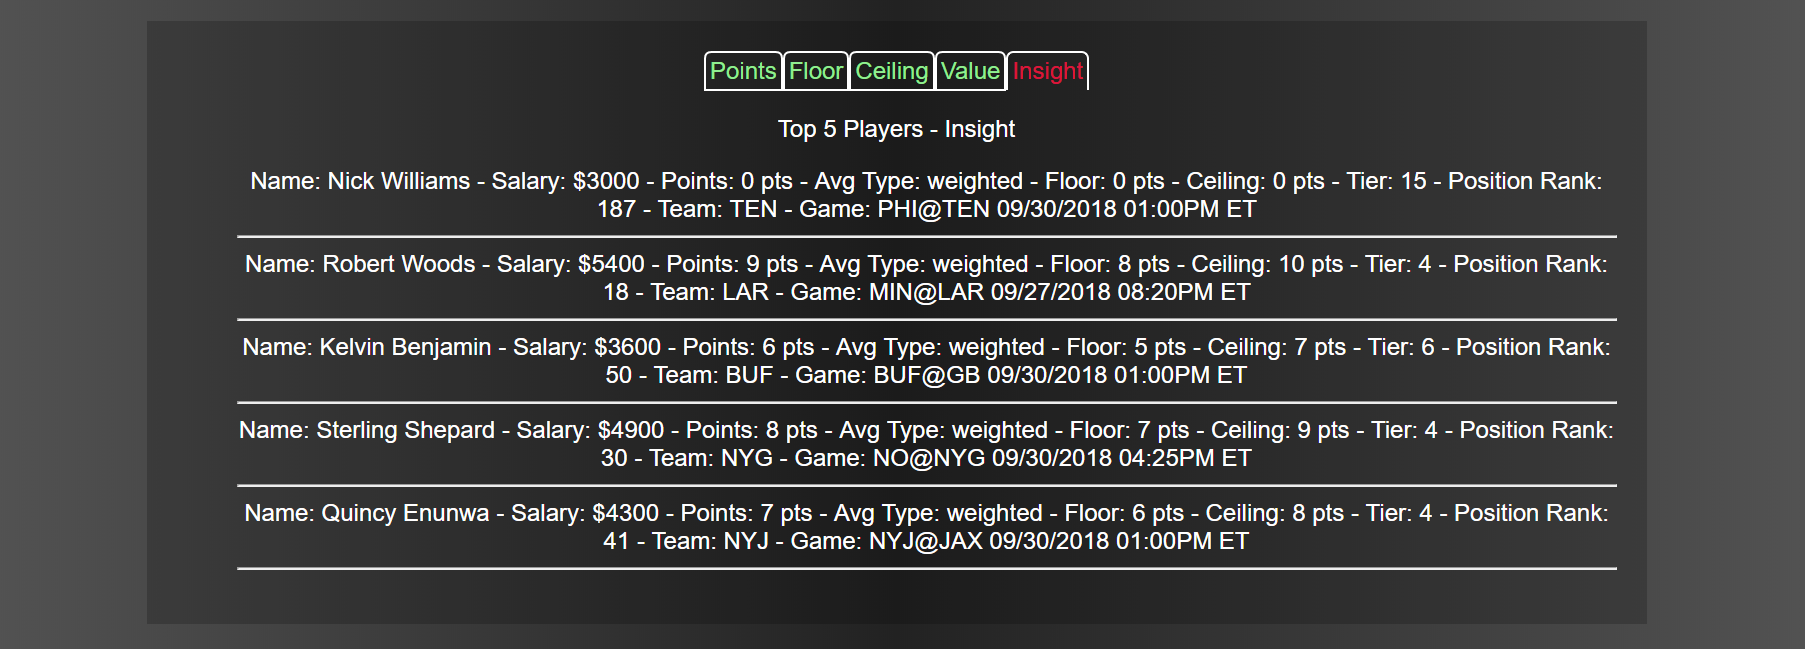 Points Floor Ceiling Value Insight
Top 5 Players - Insight
Name: Nick Williams - Salary: $3000 - Points: 0 pts - Avg Type: weighted - Floor: 0 pts - Ceiling: 0 pts - Tier: 15 - Position Rank:
187 - Team: TEN - Game: PHI@TEN 09/30/2018 01:00PM ET
Name: Robert Woods - Salary: $5400 - Points: 9 pts - Avg Type: weighted - Floor: 8 pts - Ceiling: 10 pts - Tier: 4 - Position Rank:
18 - Team: LAR - Game: MIN@LAR 09/27/2018 08:20PM ET
Name: Kelvin Benjamin - Salary: $3600 - Points: 6 pts - Avg Type: weighted - Floor: 5 pts - Ceiling: 7 pts - Tier: 6 - Position Rank:
50 - Team: BUF - Game: BUF@GB 09/30/2018 01:00PM ET
Name: Sterling Shepard - Salary: $4900 - Points: 8 pts - Avg Type: weighted - Floor: 7 pts - Ceiling: 9 pts - Tier: 4 - Position Rank:
30 - Team: NYG - Game: NO@NYG 09/30/2018 04:25PM ET
Name: Quincy Enunwa - Salary: $4300 - Points: 7 pts - Avg Type: weighted - Floor: 6 pts - Ceiling: 8 pts - Tier: 4 - Position Rank:
41 - Team: NYJ - Game: NYJ@JAX 09/30/2018 01:00PM ET